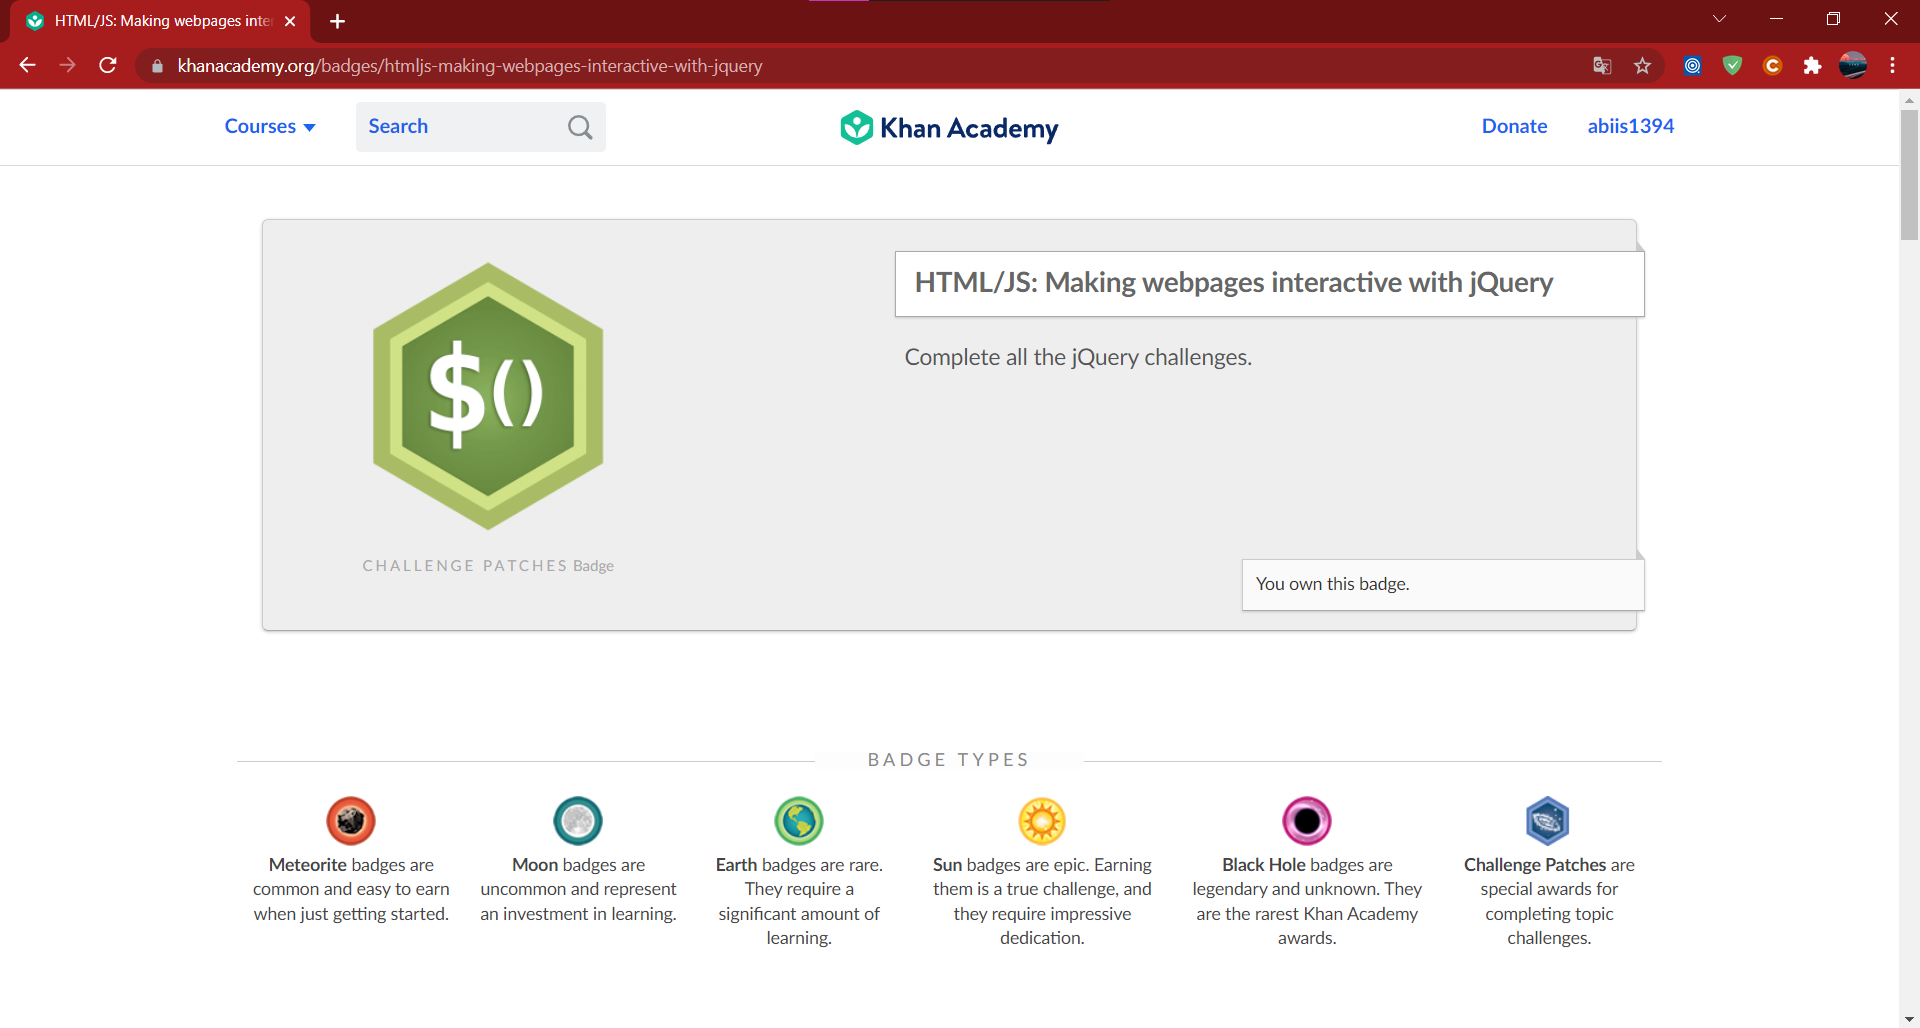 HTML/JS: Making webpages inter
khanacademy.org/badges/htmljs-making-webpages-interactive-with-jquery
Courses
Search
Khan Academy
Donate
abiis1394
$()
CHALLENGE PATCHES Badge
HTML/JS: Making webpages interactive with jQuery
Complete all the jQuery challenges.
You own this badge.
BADGE TYPES
Meteorite badges are
common and easy to earn
when just getting started.
Moon badges are
uncommon and represent
an investment in learning.
Earth badges are rare.
They require a
significant amount of
learning.
Sun badges are epic. Earning
them is a true challenge, and
they require impressive
dedication.
Black Hole badges are
legendary and unknown. They
are the rarest Khan Academy
awards.
Challenge Patches are
special awards for
completing topic
challenges.